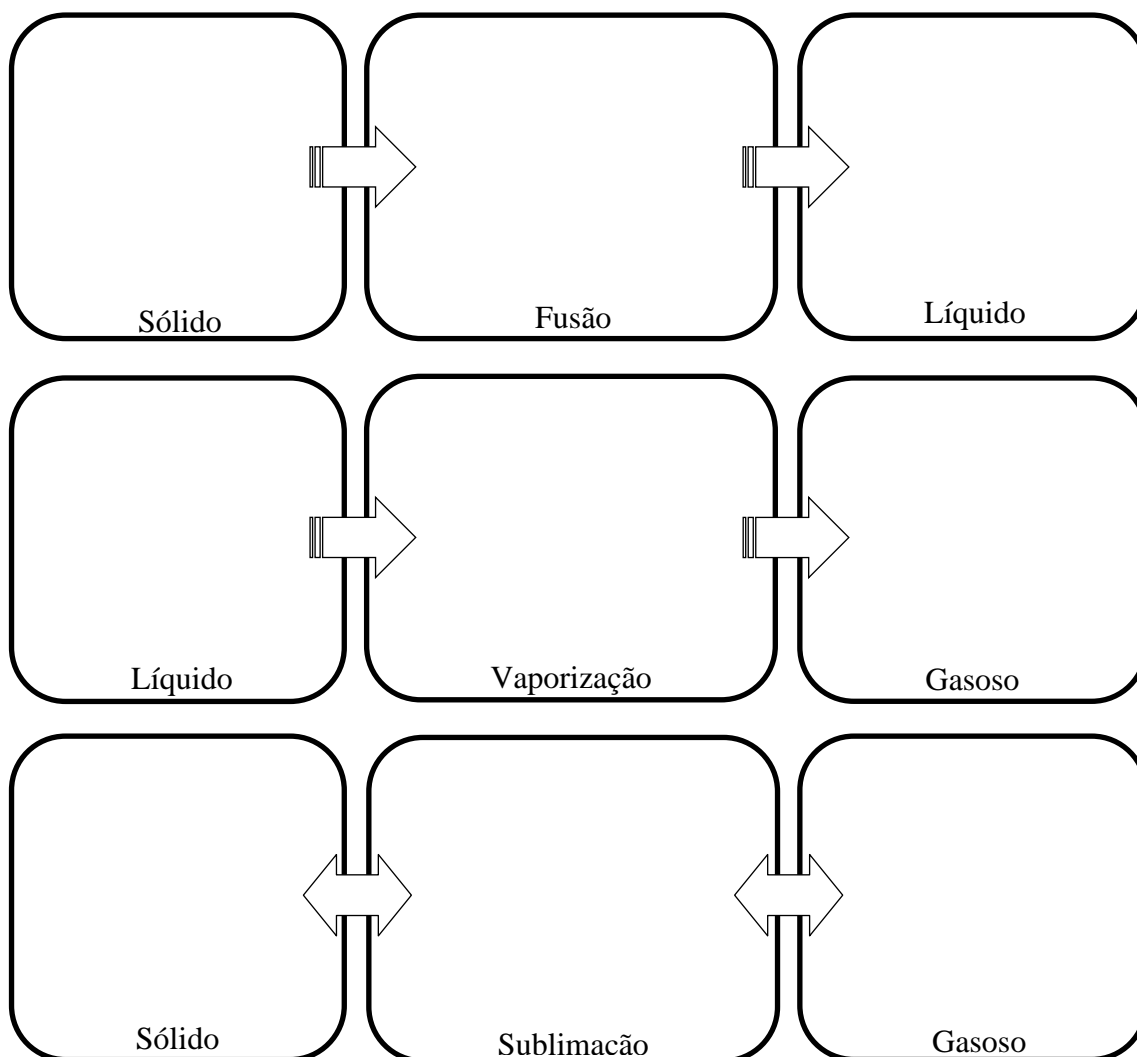 Sólido
Fusão
Líquido
Líquido
Vaporização
Gasoso
Sólido
Sublimação
Gasoso